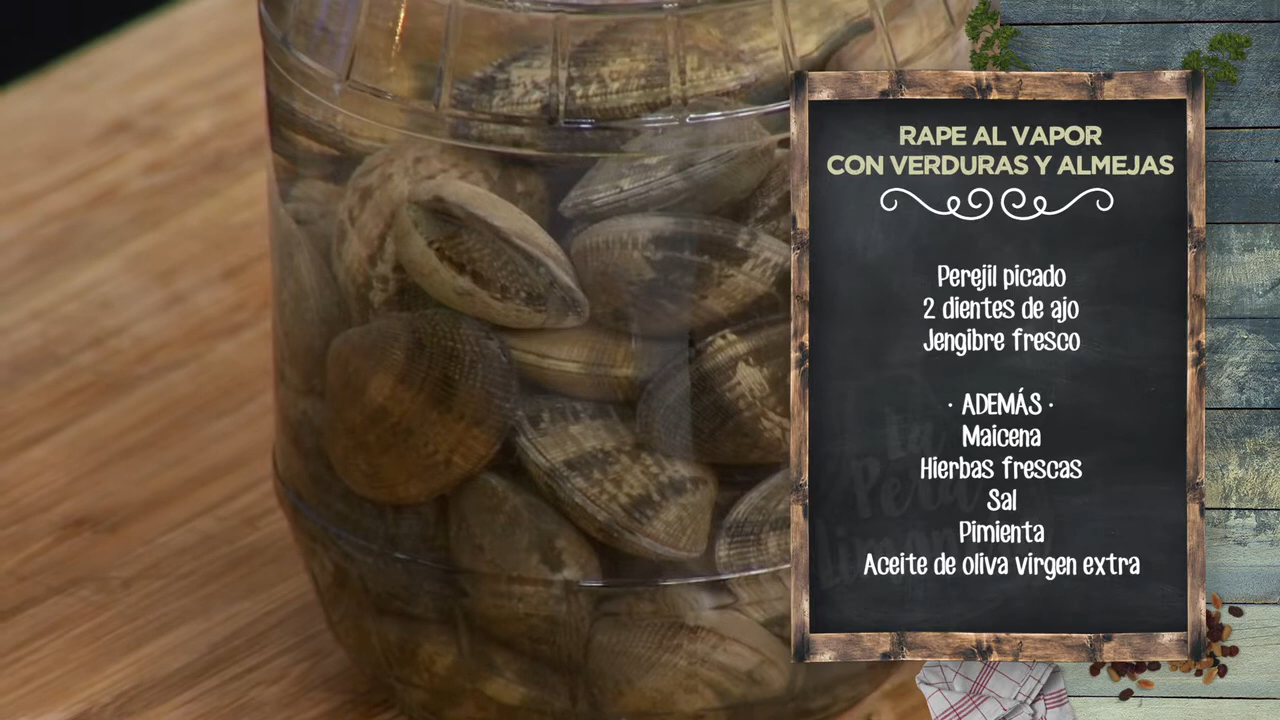 RAPE AL VAPOR
CON VERDURAS Y ALMEJAS
Perejil picado
2 dientes de ajo
Jengibre fresco
· ADEMÁS ·
Maicena
Hierbas frescas
Sal
Pimienta
Aceite de oliva virgen extra